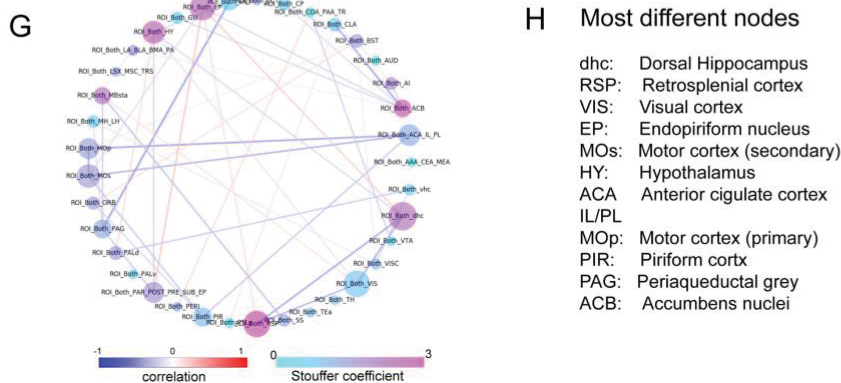 G
H
Most different nodes
ROI_Both_EP
ROI_Both_CP
ROI_Both_COA_PAA_TR
ROI_Both_GU
ROI_Both_CLA
ROI_Both_HY
ROI_Both_BST
ROI_Both_LA_BLA_BMA_PA
ROI_Both_AUD
ROI_Both_LSX_MSC_TRS
ROI_Both_AI
ROI_Both_MBsta
ROI_Both_ACB
ROI_Both_MH_LH
ROI_Both_ACA_IL_PL
ROI_Both_MOp
ROI_Both_AAA_CEA_MEA
ROI_Both_MOs
ROI_Both_vhc
ROI_Both_ORB
ROI_Both_dhc
ROI_Both_PAG
ROI_Both_VTA
ROI_Both_PALd
ROI_Both_VISC
ROI_Both_PALv
ROI_Both_VIS
ROI_Both_PAR_POST_PRE_SUB_EP
ROI_Both_TH
ROI_Both_PERI
ROI_Both_TEa
ROI_Both_PIR
ROI_Both_SS
ROI_Both_RSP
-1 0 1
correlation
0 3
Stouffer coefficient
dhc: Dorsal Hippocampus
RSP: Retrosplenial cortex
VIS: Visual cortex
EP: Endopiriform nucleus
MOs: Motor cortex (secondary)
HY: Hypothalamus
ACA Anterior cigulate cortex
IL/PL
MOp: Motor cortex (primary)
PIR: Piriform cortx
PAG: Periaqueductal grey
ACB: Accumbens nuclei